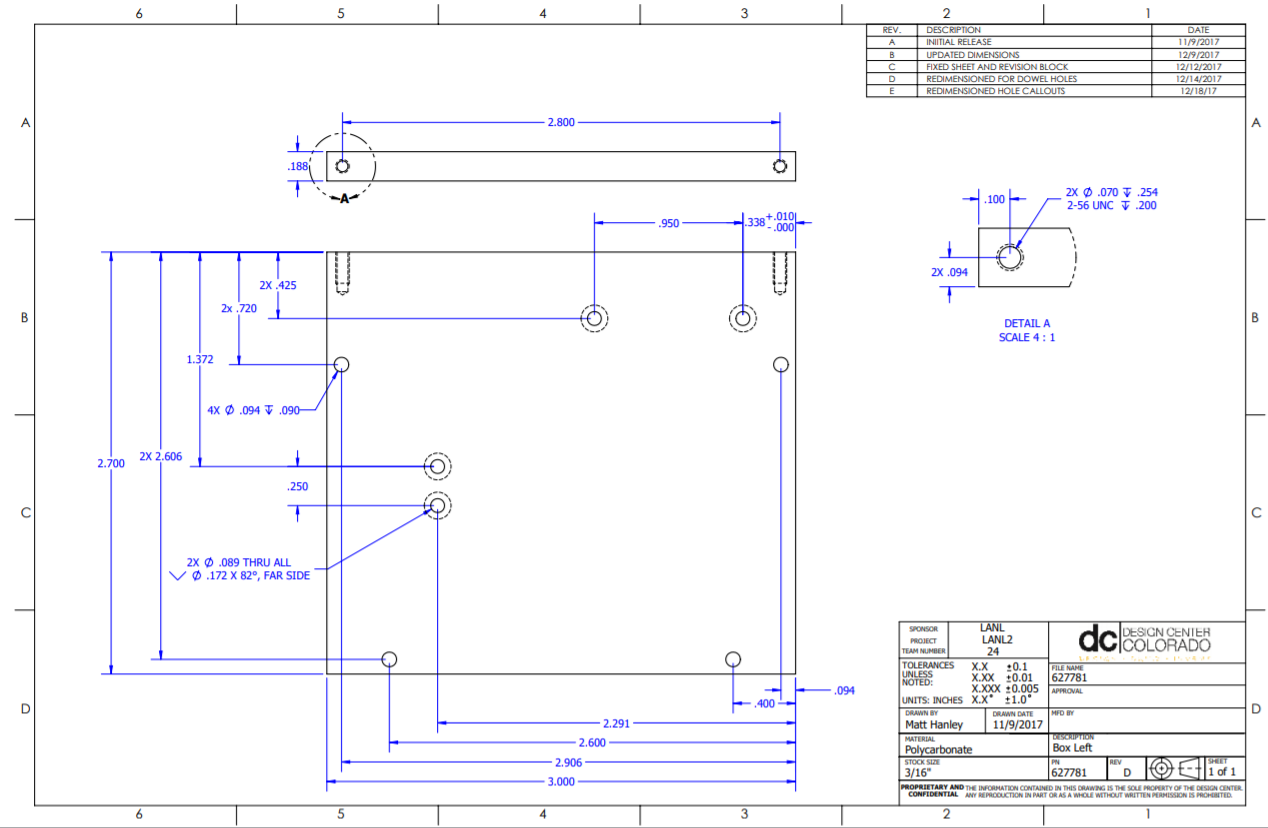 6 5 4 3 2 1
REV. DESCRIPTION DATE
A INIITIAL RELEASE 11/9/2017
B UPDATED DIMENSIONS 12/9/2017
C FIXED SHEET AND REVISION BLOCK 12/12/2017
D REDIMENSIONED FOR DOWEL HOLES 12/14/2017
E REDIMENSIONED HOLE CALLOUTS 12/18/17
A A
2.800
.188
A
.100
2X Ø .070 ↧ .254
2-56 UNC ↧ .200
2X .094
DETAIL A
SCALE 4 : 1
.950
.338 +.010
-.000
2X .425
2x .720
B B
1.372
4X Ø .094 ↧ .090
2.700
2X 2.606
.250
C C
2X Ø .089 THRU ALL
⌵ Ø .172 X 82°, FAR SIDE
.094
.400
D D
2.291
2.600
2.906
3.000
SPONSOR LANL
PROJECT LANL2
TEAM NUMBER 24
dc DESIGN CENTER
COLORADO
TOLERANCES
UNLESS
NOTED:
X.X ±0.1
X.XX ±0.01
X.XXX ±0.005
UNITS: INCHES X.X° ±1.0°
FILE NAME
627781
APPROVAL
DRAWN BY
Matt Hanley
DRAWN DATE
11/9/2017
MFD BY
MATERIAL
Polycarbonate
DESCRIPTION
Box Left
STOCK SIZE
3/16"
PN
627781
REV
D
SHEET
1 of 1
PROPRIETARY AND CONFIDENTIAL
THE INFORMATION CONTAINED IN THIS DRAWING IS THE SOLE PROPERTY OF THE DESIGN CENTER.
ANY REPRODUCTION IN PART OR AS A WHOLE WITHOUT WRITTEN PERMISSION IS PROHIBITED.
6 5 4 3 2 1